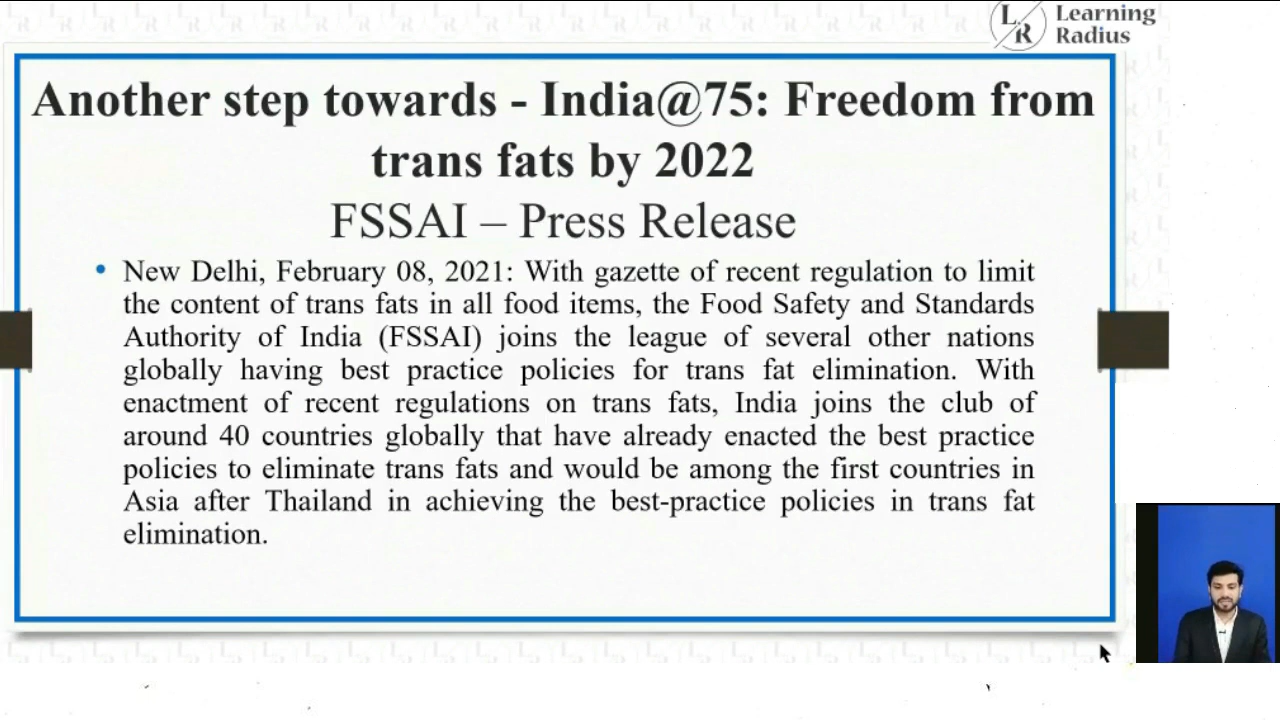 L
R
Learning
Radius
Another step towards - India@75: Freedom from
trans fats by 2022
FSSAI – Press Release
• New Delhi, February 08, 2021: With gazette of recent regulation to limit
the content of trans fats in all food items, the Food Safety and Standards
Authority of India (FSSAI) joins the league of several other nations
globally having best practice policies for trans fat elimination. With
enactment of recent regulations on trans fats, India joins the club of
around 40 countries globally that have already enacted the best practice
policies to eliminate trans fats and would be among the first countries in
Asia after Thailand in achieving the best-practice policies in trans fat
elimination.